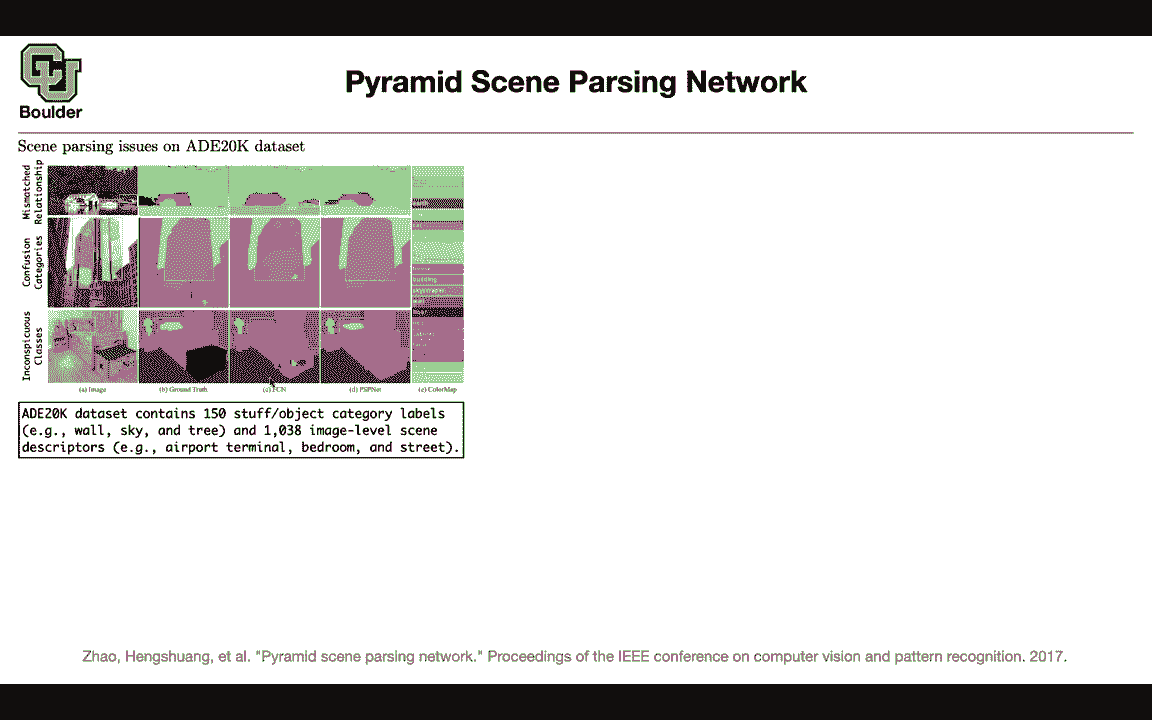 Boulder
Pyramid Scene Parsing Network
Scene parsing issues on ADE20K dataset
Mismatched
Relationship
Confusion
Categories
Inconspicuous
Classes
building
skyscraper
(a) Image
(b) Ground Truth
(c) FCN
(d) PSPNet
(e) ColorMap
ADE20K dataset contains 150 stuff/object category labels
(e.g., wall, sky, and tree) and 1,038 image-level scene
descriptors (e.g., airport terminal, bedroom, and street).
Zhao, Hengshuang, et al. "Pyramid scene parsing network." Proceedings of the IEEE conference on computer vision and pattern recognition. 2017.